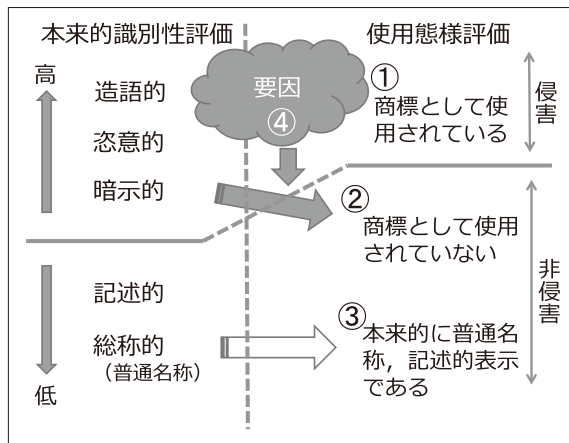 本来的識別性評価
使用態様評価
高
造語的
恣意的
暗示的
記述的
総称的
（普通名称）
低
要因
④
①
商標として使
用されている
②
商標として使用
されていない
③
本来的に普通名
称，記述的表示
である
侵害
非侵害